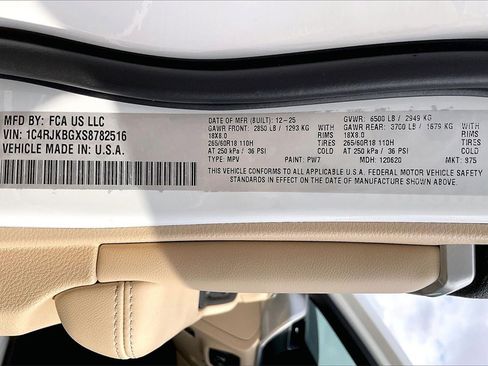 MFD BY: FCA US LLC
VIN: 1C4RJKBGXS8782516
VEHICLE MADE IN: U.S.A.
DATE OF MFR (BUILT): 12-25 GVWR: 6500 LB / 2949 KG
GAWR FRONT: 2850 LB / 1293 KG WITH GAWR REAR: 3700 LB / 1679 KG WITH
18X8.0 RIMS 18X8.0 RIMS
265/60R18 110H TIRES 265/60R18 110H TIRES
AT 250 kPa / 36 PSI COLD AT 250 kPa / 36 PSI COLD
TYPE: MPV PAINT: PW7 MDH: 120620 MKT: 975
THIS VEHICLE CONFORMS TO ALL APPLICABLE U.S.A. FEDERAL MOTOR VEHICLE SAFETY
STANDARDS IN EFFECT ON THE DATE OF MANUFACTURE SHOWN ABOVE